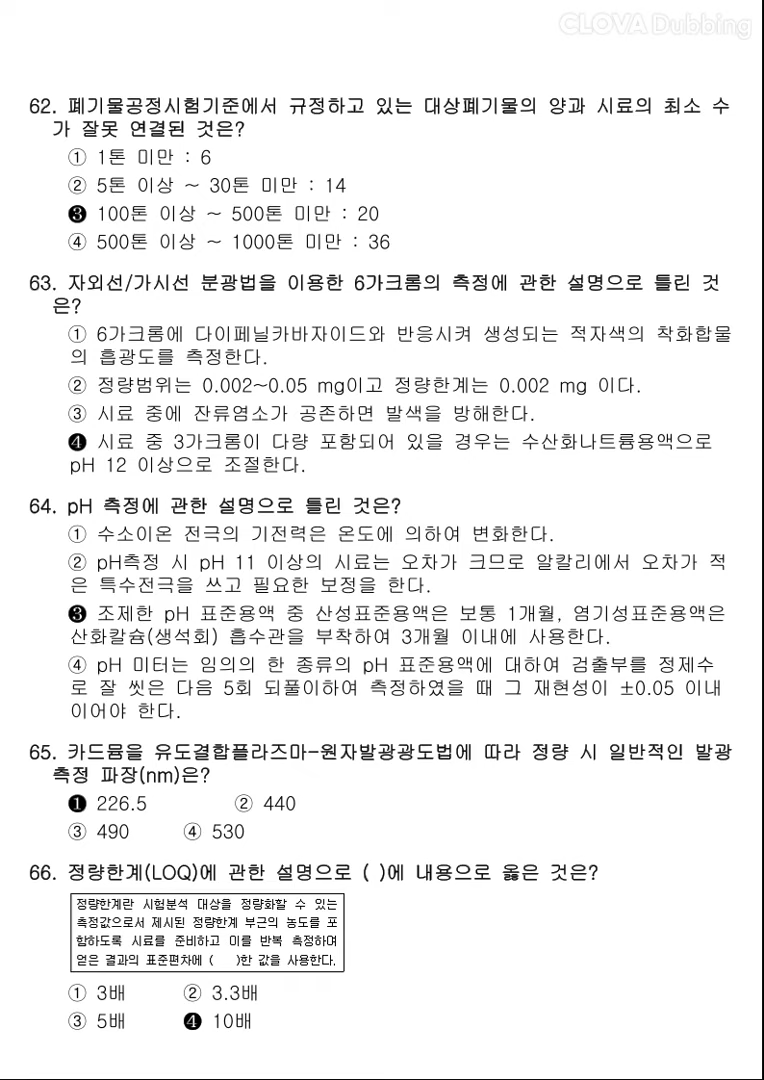 CLOVA Dubbing
62. 폐기물공정시험기준에서 규정하고 있는 대상폐기물의 양과 시료의 최소 수
가 잘못 연결된 것은?
① 1톤 미만 : 6
② 5톤 이상 ~ 30톤 미만 : 14
❸ 100톤 이상 ~ 500톤 미만 : 20
④ 500톤 이상 ~ 1000톤 미만 : 36
63. 자외선/가시선 분광법을 이용한 6가크롬의 측정에 관한 설명으로 틀린 것
은?
① 6가크롬에 다이페닐카바자이드와 반응시켜 생성되는 적자색의 착화합물
의 흡광도를 측정한다.
② 정량범위는 0.002~0.05 mg이고 정량한계는 0.002 mg 이다.
③ 시료 중에 잔류염소가 공존하면 발색을 방해한다.
❹ 시료 중 3가크롬이 다량 포함되어 있을 경우는 수산화나트륨용액으로
pH 12 이상으로 조절한다.
64. pH 측정에 관한 설명으로 틀린 것은?
① 수소이온 전극의 기전력은 온도에 의하여 변화한다.
② pH측정 시 pH 11 이상의 시료는 오차가 크므로 알칼리에서 오차가 적
은 특수전극을 쓰고 필요한 보정을 한다.
❸ 조제한 pH 표준용액 중 산성표준용액은 보통 1개월, 염기성표준용액은
산화칼슘(생석회) 흡수관을 부착하여 3개월 이내에 사용한다.
④ pH 미터는 임의의 한 종류의 pH 표준용액에 대하여 검출부를 정제수
로 잘 씻은 다음 5회 되풀이하여 측정하였을 때 그 재현성이 ±0.05 이내
이어야 한다.
65. 카드뮴을 유도결합플라즈마-원자발광광도법에 따라 정량 시 일반적인 발광
측정 파장(nm)은?
❶ 226.5 ② 440
③ 490 ④ 530
66. 정량한계(LOQ)에 관한 설명으로 ( )에 내용으로 옳은 것은?
정량한계란 시험분석 대상을 정량화할 수 있는
측정값으로서 제시된 정량한계 부근의 농도를 포
함하도록 시료를 준비하고 이를 반복 측정하여
얻은 결과의 표준편차에 ( )한 값을 사용한다.
① 3배 ② 3.3배
③ 5배 ❹ 10배